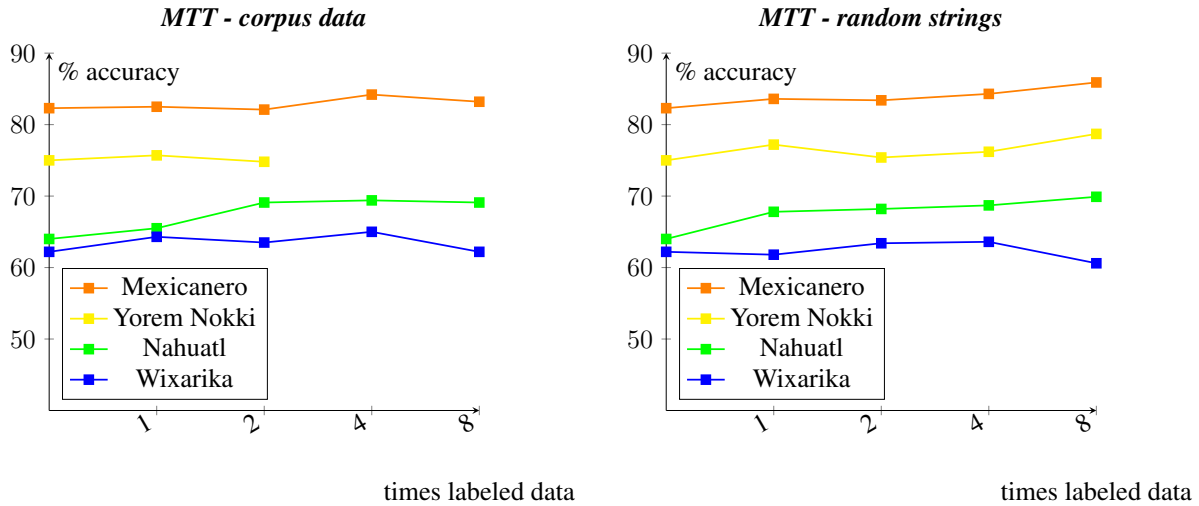 MTT - corpus data
% accuracy
90
80
70
60
50
Mexicanero
Yorem Nokki
Nahuatl
Wixarika
1 2 4 8
times labeled data
MTT - random strings
% accuracy
90
80
70
60
50
Mexicanero
Yorem Nokki
Nahuatl
Wixarika
1 2 4 8
times labeled data